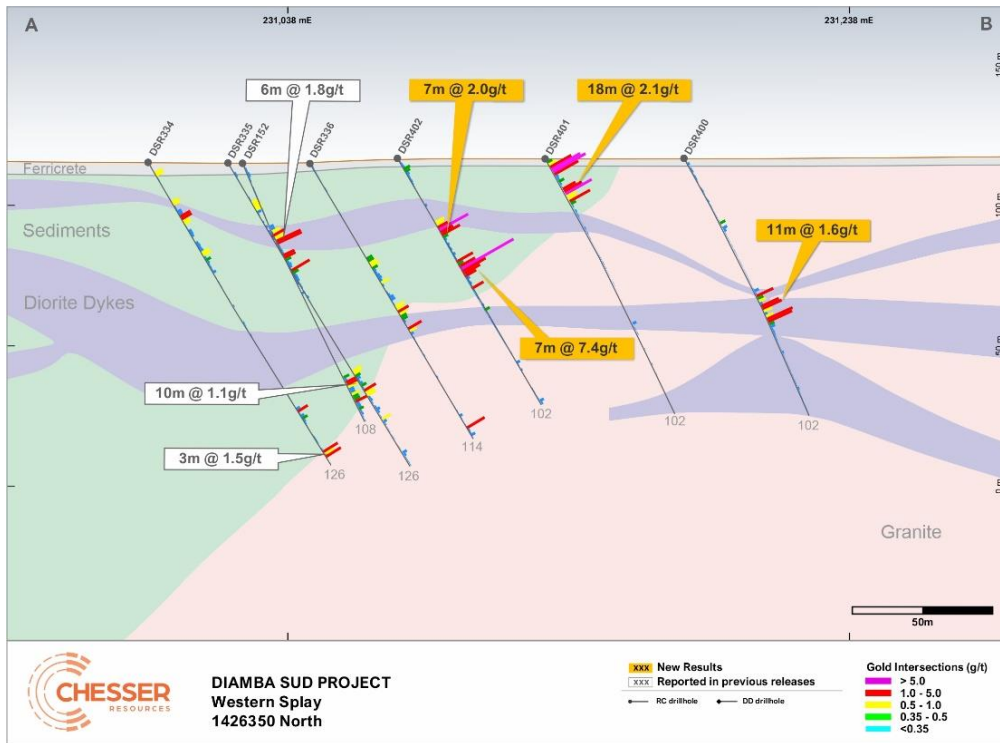 A
231,038 mE
231,238 mE
B
150 m
6m @ 1.8g/t
7m @ 2.0g/t
18m @ 2.1g/t
DSR334
DSR335
DSR152
DSR336
DSR402
DSR401
DSR400
Ferricrete
100 m
Sediments
11m @ 1.6g/t
Diorite Dykes
50 m
7m @ 7.4g/t
10m @ 1.1g/t
102
102
102
108
114
3m @ 1.5g/t
126
126
0 m
Granite
50m
CHESSER
RESOURCES
DIAMBA SUD PROJECT
Western Splay
1426350 North
xxx New Results
xxx Reported in previous releases
RC drillhole
DD drillhole
Gold Intersections (g/t)
> 5.0
1.0 - 5.0
0.5 - 1.0
0.35 - 0.5
<0.35